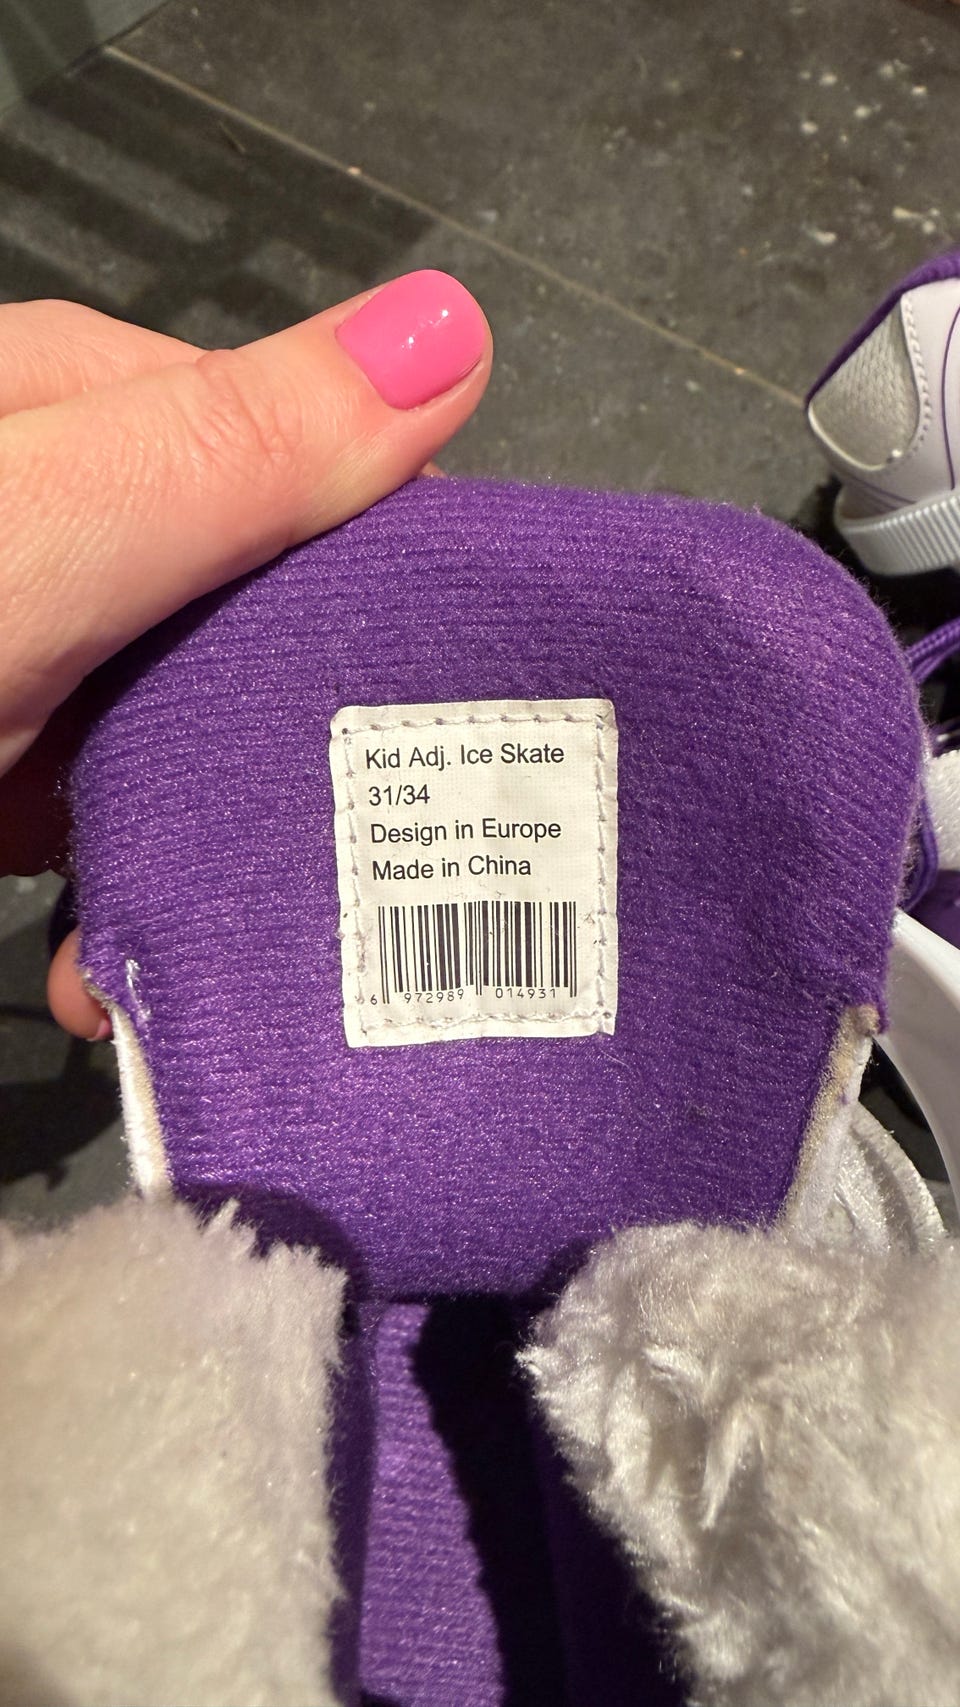 Kid Adj. Ice Skate
31/34
Design in Europe
Made in China
6 972989 014931